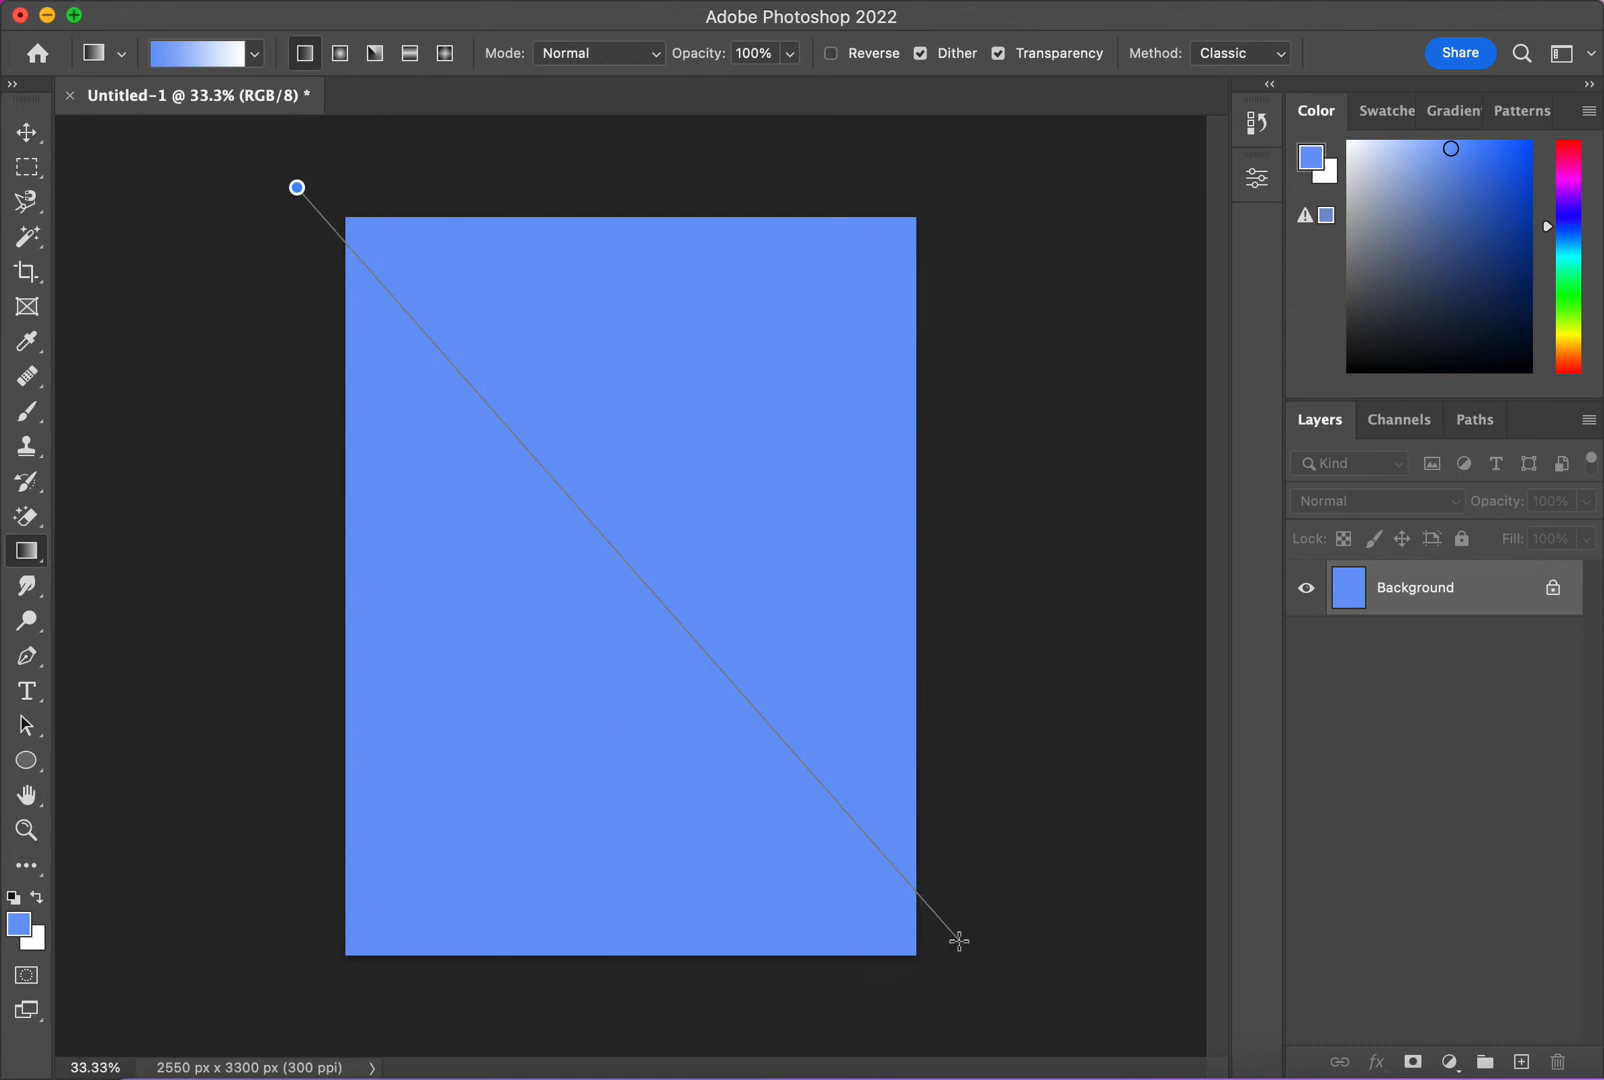 Adobe Photoshop 2022
Mode: Normal Opacity: 100% Reverse Dither Transparency Method: Classic Share
Untitled-1 @ 33.3% (RGB/8) *
Color Swatche Gradien Patterns
Layers Channels Paths
Kind
Normal Opacity: 100%
Lock: Fill: 100%
Background
fx
33.33% 2550 px x 3300 px (300 ppi)